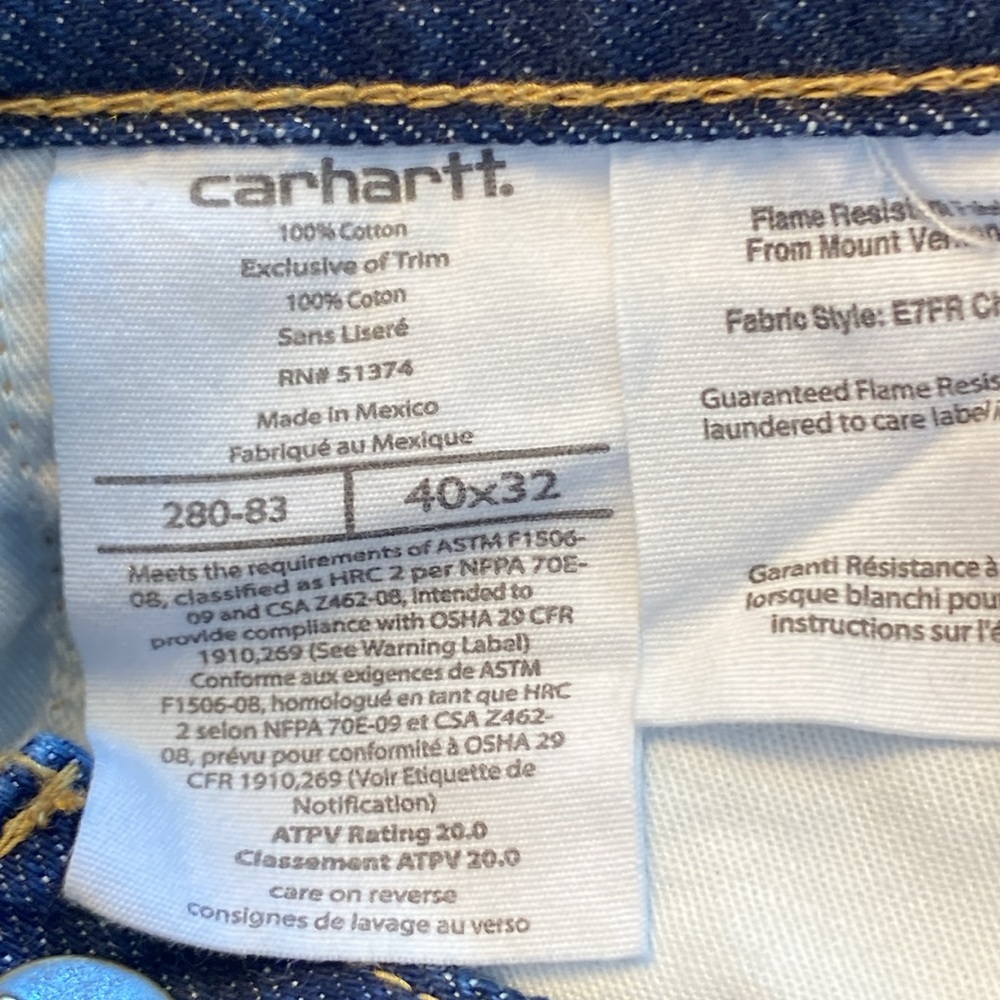 carhartt.
100% Cotton
Exclusive of Trim
100% Coton
Sans Liseré
RN# 51374
Made in Mexico
Fabriqué au Mexique
280-83
40x32
Meets the requirements of ASTM F1506-
08, classified as HRC 2 per NFPA 70E-
09 and CSA Z462-08, intended to
provide compliance with OSHA 29 CFR
1910,269 (See Warning Label)
Conforme aux exigences de ASTM
F1506-08, homologué en tant que HRC
2 selon NFPA 70E-09 et CSA Z462-
08, prévu pour conformité à OSHA 29
CFR 1910,269 (Voir Etiquette de
Notification)
ATPV Rating 20.0
Classement ATPV 20.0
care on reverse
consignes de lavage au verso
Flame
From Mount
Fabric Style: E7FR
Guaranteed Flame
laundered to care label/
Garanti Résistance à
lorsque blanchi
instructions sur